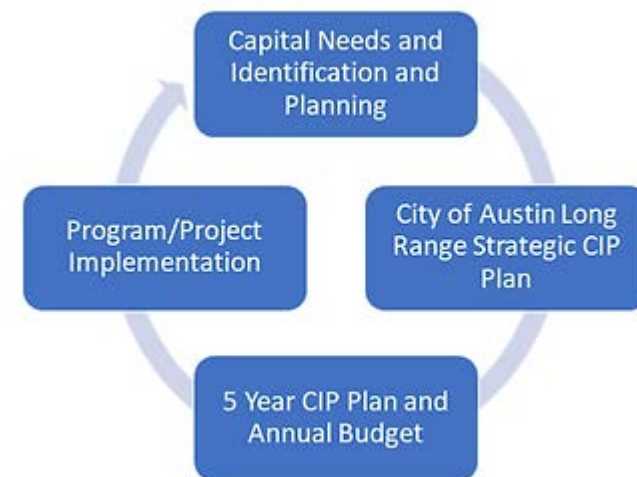 Capital Needs and
Identification and
Planning
City of Austin Long
Range Strategic CIP
Plan
5 Year CIP Plan and
Annual Budget
Program/Project
Implementation